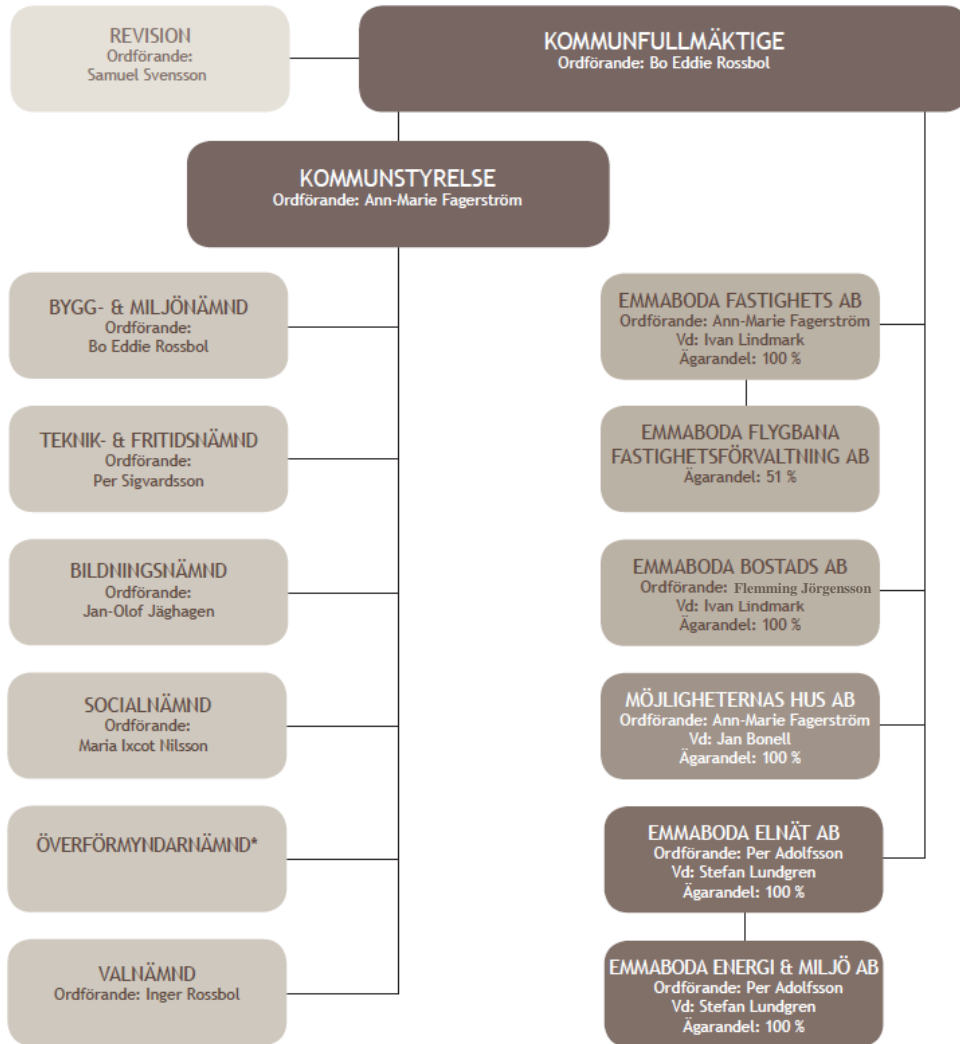 REVISION
Ordförande:
Samuel Svensson
KOMMUNFULLMÄKTIGE
Ordförande: Bo Eddie Rossbol
KOMMUNSTYRELSE
Ordförande: Ann-Marie Fagerström
BYGG- & MILJÖNÄMND
Ordförande:
Bo Eddie Rossbol
TEKNIK- & FRITIDSNÄMND
Ordförande:
Per Sigvardsson
BILDNINGSNÄMND
Ordförande:
Jan-Olof Jäghagen
SOCIALNÄMND
Ordförande:
Maria Ixcot Nilsson
ÖVERFÖRMYNDARNÄMND*
VALNÄMND
Ordförande: Inger Rossbol
EMMABODA FASTIGHETS AB
Ordförande: Ann-Marie Fagerström
Vd: Ivan Lindmark
Ägarandel: 100 %
EMMABODA FLYGBANA
FASTIGHETSFÖRVALTNING AB
Ägarandel: 51 %
EMMABODA BOSTADS AB
Ordförande: Flemming Jörgensson
Vd: Ivan Lindmark
Ägarandel: 100 %
MÖJLIGHETERNAS HUS AB
Ordförande: Ann-Marie Fagerström
Vd: Jan Bonell
Ägarandel: 100 %
EMMABODA ELNÄT AB
Ordförande: Per Adolfsson
Vd: Stefan Lundgren
Ägarandel: 100 %
EMMABODA ENERGI & MILJÖ AB
Ordförande: Per Adolfsson
Vd: Stefan Lundgren
Ägarandel: 100 %